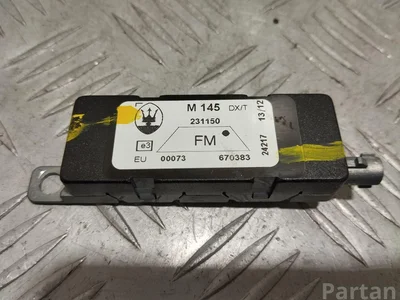 M 145 DX/T
231150
FM
e3
EU 00073 670383
24217 13/12
Partan